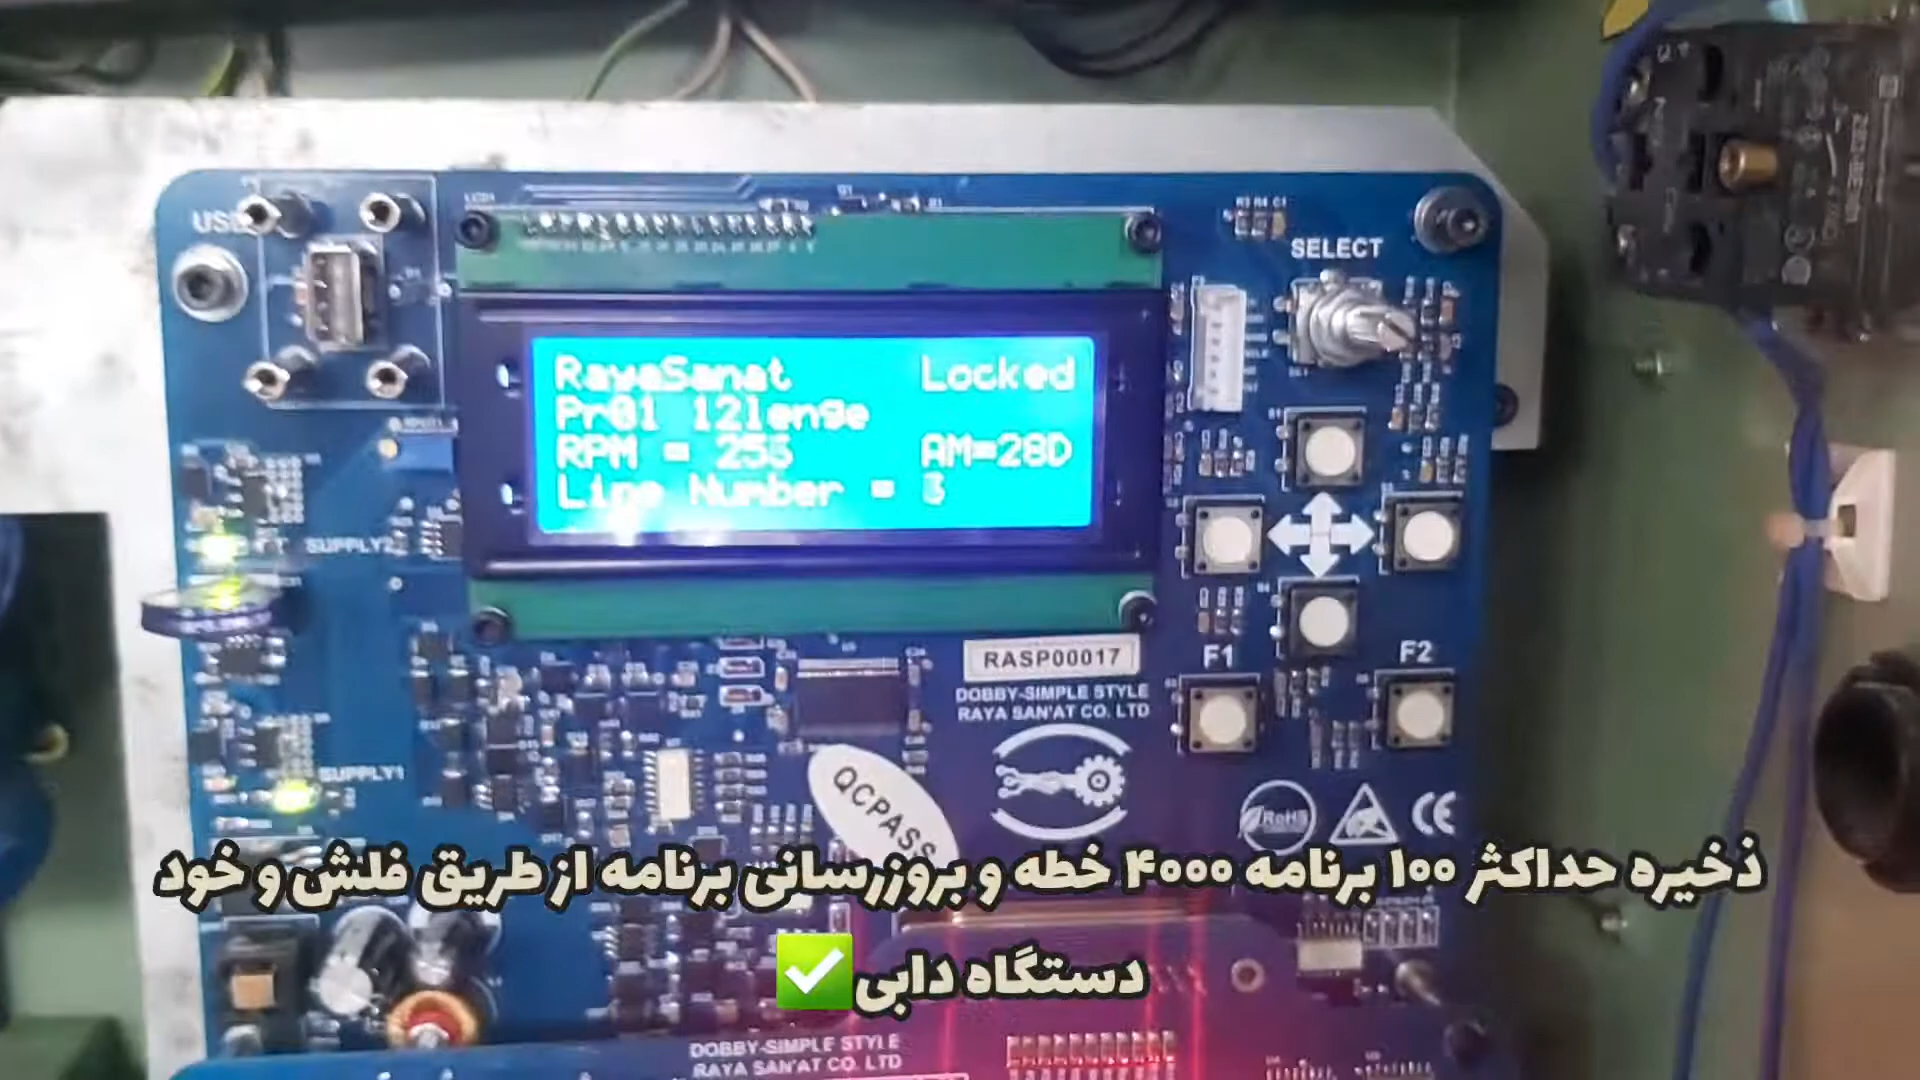 USB
SELECT
RayaSanat Locked
Pr01 12lenge
RPM = 255 AM=28D
Line Number = 3
SUPPLY2
RASP00017
F1
F2
DOBBY-SIMPLE STYLE
RAYA SAN'AT CO. LTD
SUPPLY1
QCPASS
RoHS
CE
ذخیره حداکثر ۱۰۰ برنامه ۴۰۰۰ خطه و بروزرسانی برنامه از طریق فلش و خود
دستگاه دابی✅
DOBBY-SIMPLE STYLE
RAYA SAN'AT CO. LTD